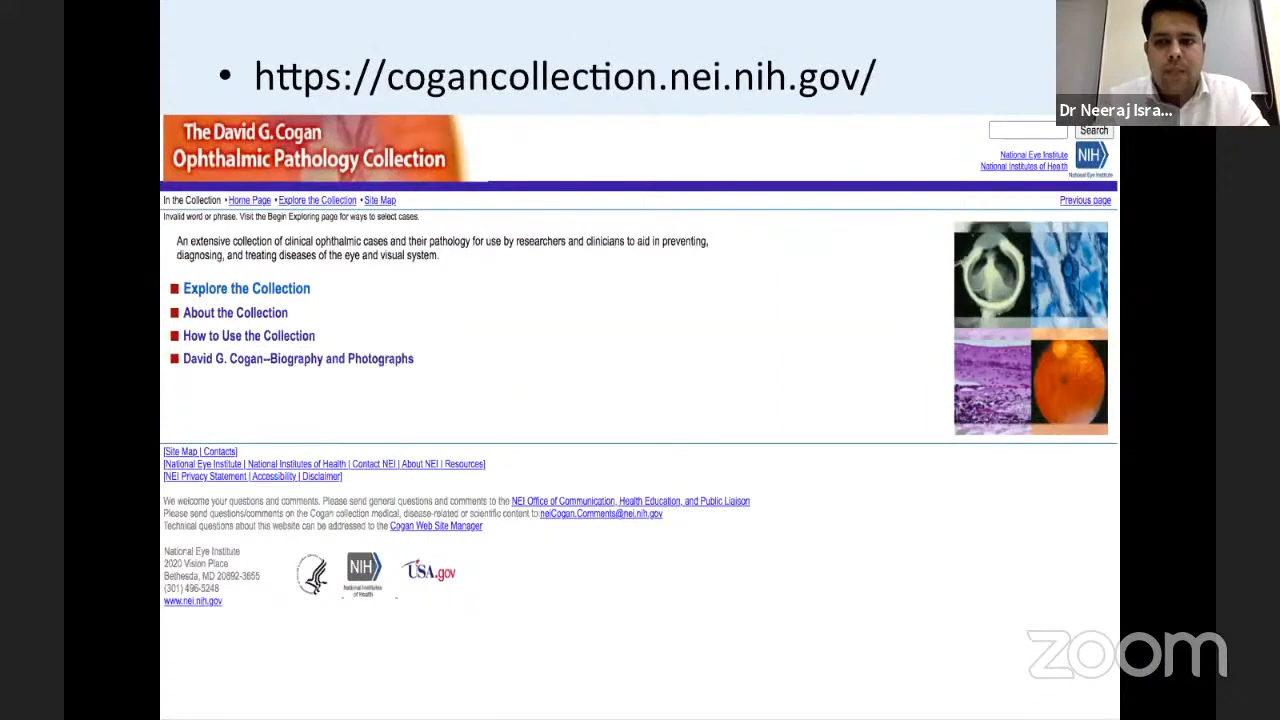 • https://cogancollection.nei.nih.gov/
Dr Neeraj Isra...
The David G. Cogan
Ophthalmic Pathology Collection
Search
National Eye Institute
National Institutes of Health
NIH
National Eye Institute
In the Collection • Home Page • Explore the Collection • Site Map
Previous page
Invalid word or phrase. Visit the Begin Exploring page for ways to select cases.
An extensive collection of clinical ophthalmic cases and their pathology for use by researchers and clinicians to aid in preventing,
diagnosing, and treating diseases of the eye and visual system.
Explore the Collection
About the Collection
How to Use the Collection
David G. Cogan--Biography and Photographs
[Site Map | Contacts]
[National Eye Institute | National Institutes of Health | Contact NEI | About NEI | Resources]
[NEI Privacy Statement | Accessibility | Disclaimer]
We welcome your questions and comments. Please send general questions and comments to the NEI Office of Communication, Health Education, and Public Liaison
Please send questions/comments on the Cogan collection medical, disease-related or scientific content to:neiCogan.Comments@nei.nih.gov
Technical questions about this website can be addressed to the Cogan Web Site Manager
National Eye Institute
2020 Vision Place
Bethesda, MD 20892-3655
(301) 496-5248
www.nei.nih.gov
NIH
National Institutes
of Health
USA.gov
zoom